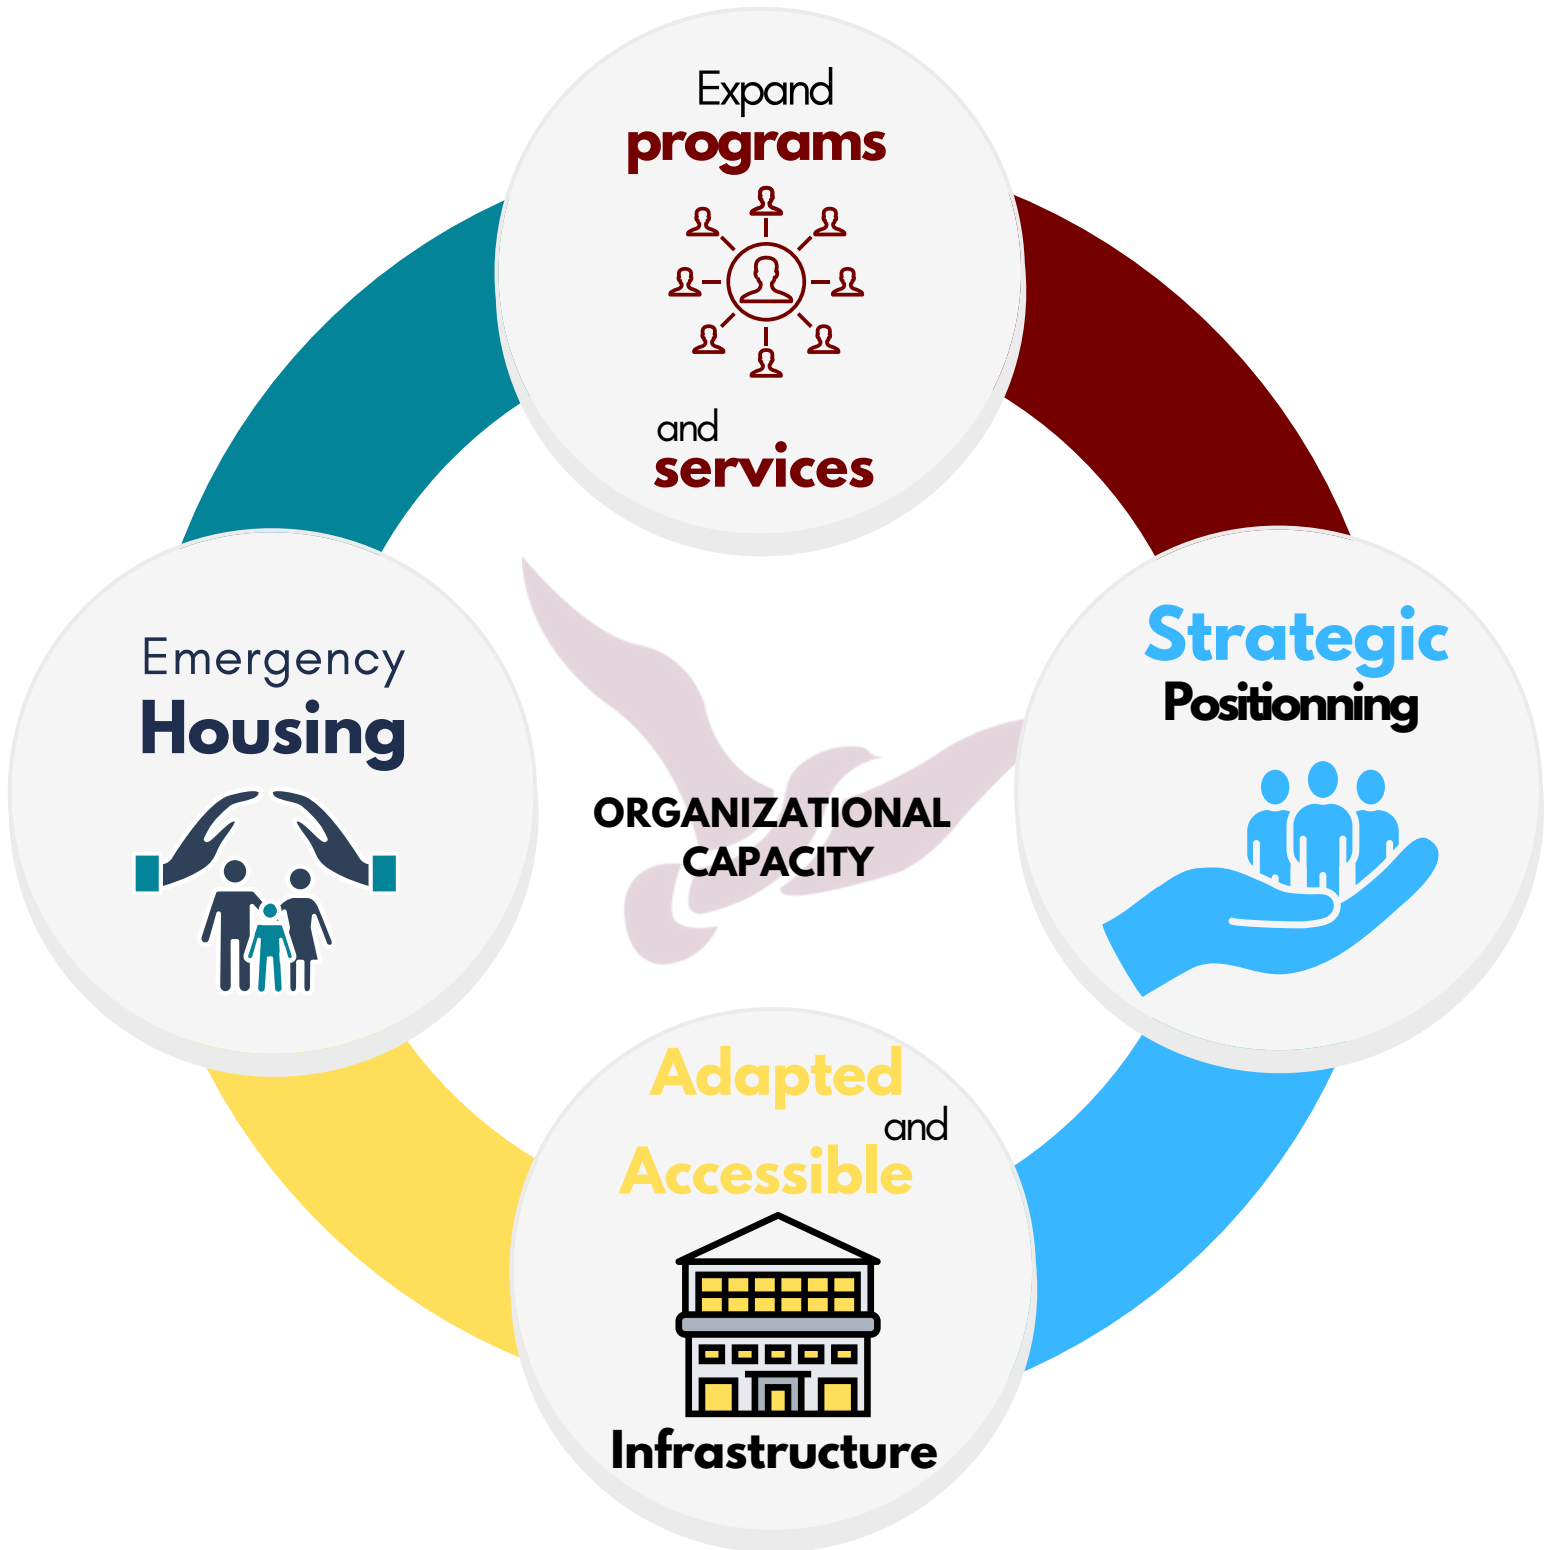 Expand
programs
and
services
Strategic
Positionning
Emergency
Housing
ORGANIZATIONAL
CAPACITY
Adapted
and
Accessible
Infrastructure